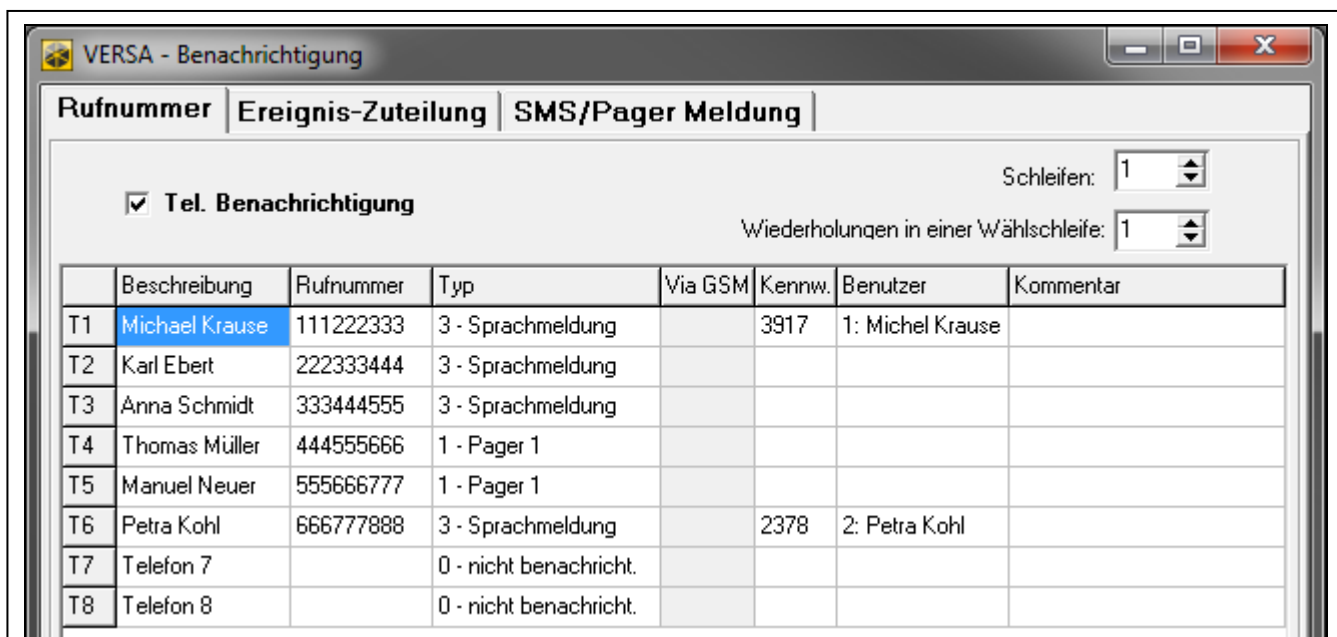 VERSA - Benachrichtigung
Rufnummer Ereignis-Zuteilung SMS/Pager Meldung
Schleifen: 1
Tel. Benachrichtigung
Wiederholungen in einer Wählschleife: 1
Beschreibung Rufnummer Typ Via GSM Kennw. Benutzer Kommentar
T1 Michael Krause 111222333 3 - Sprachmeldung 3917 1: Michel Krause
T2 Karl Ebert 222333444 3 - Sprachmeldung
T3 Anna Schmidt 333444555 3 - Sprachmeldung
T4 Thomas Müller 444555666 1 - Pager 1
T5 Manuel Neuer 555666777 1 - Pager 1
T6 Petra Kohl 666777888 3 - Sprachmeldung 2378 2: Petra Kohl
T7 Telefon 7 0 - nicht benachricht.
T8 Telefon 8 0 - nicht benachricht.